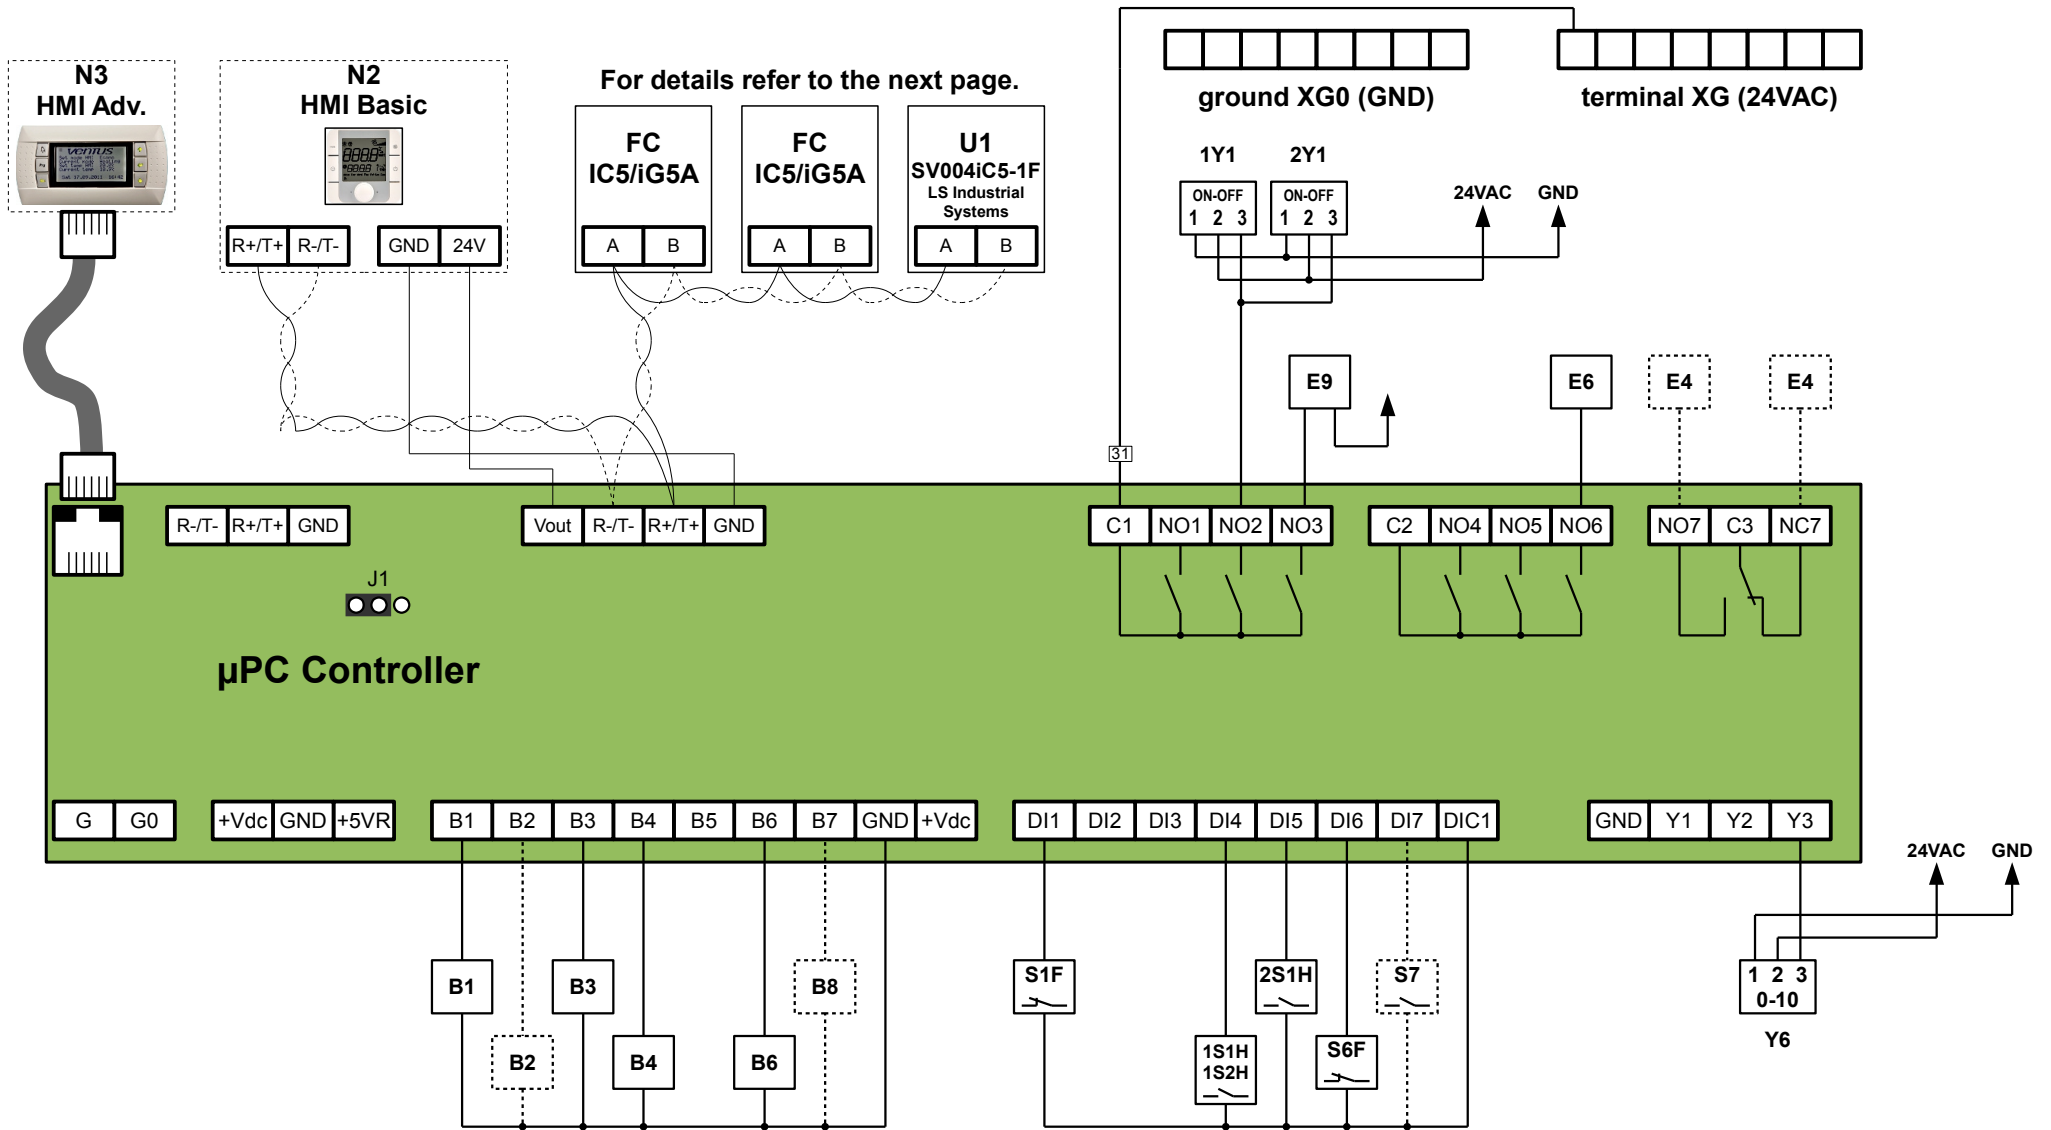 N3
HMI Adv.
VENTUS
N2
HMI Basic
R+/T+ R-/T- GND 24V
For details refer to the next page.
FC
IC5/iG5A
A B
FC
IC5/iG5A
A B
U1
SV004iC5-1F
LS Industrial
Systems
A B
ground XG0 (GND)
terminal XG (24VAC)
1Y1
ON-OFF
1 2 3
2Y1
ON-OFF
1 2 3
24VAC GND
E9
E6
E4
E4
31
R-/T- R+/T+ GND
Vout R-/T- R+/T+ GND
C1 NO1 NO2 NO3
C2 NO4 NO5 NO6
NO7 C3 NC7
J1
µPC Controller
G G0
+Vdc GND +5VR
B1 B2 B3 B4 B5 B6 B7 GND +Vdc
DI1 DI2 DI3 DI4 DI5 DI6 DI7 DIC1
GND Y1 Y2 Y3
24VAC GND
B1
B3
B8
B2
B4
B6
S1F
2S1H
S7
1S1H
1S2H
S6F
1 2 3
0-10
Y6